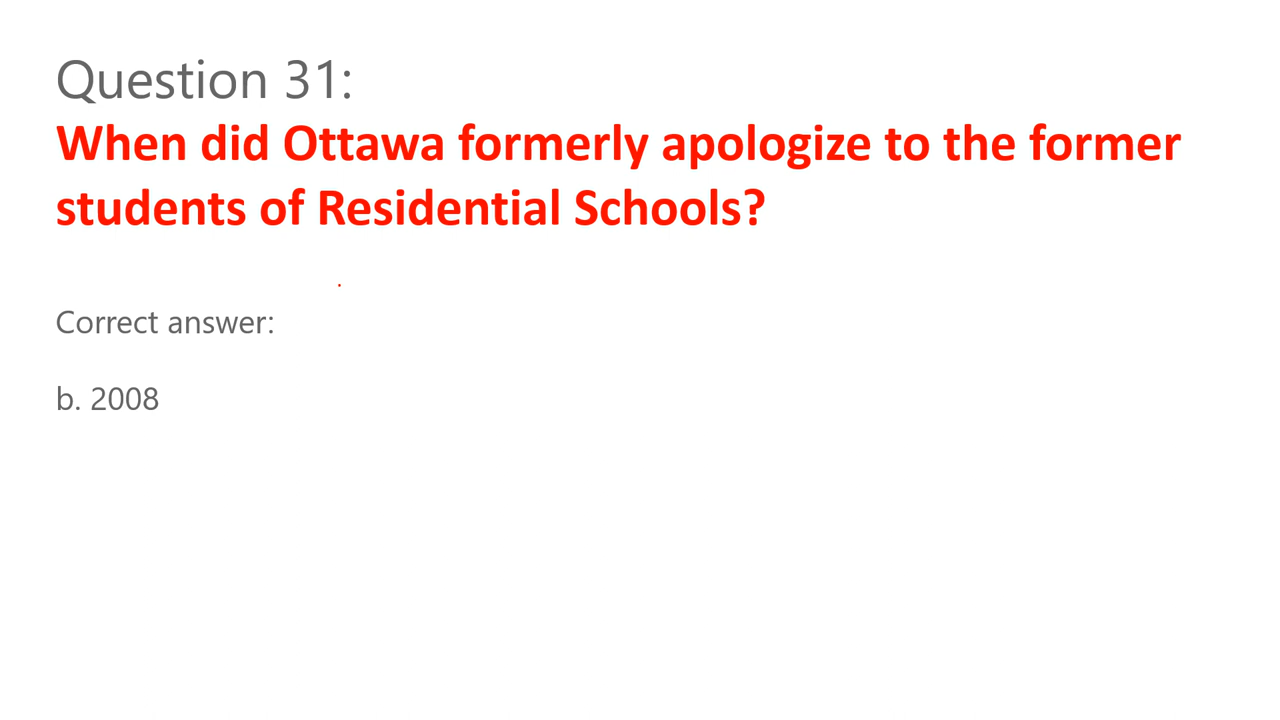 Question 31:
When did Ottawa formerly apologize to the former
students of Residential Schools?
Correct answer:
b. 2008